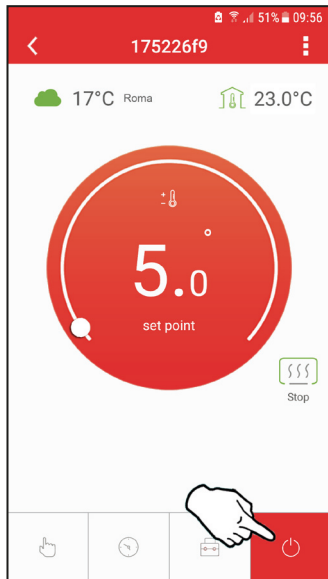 51% 09:56
175226f9
17°C Roma 23.0°C
5.0°
set point
Stop